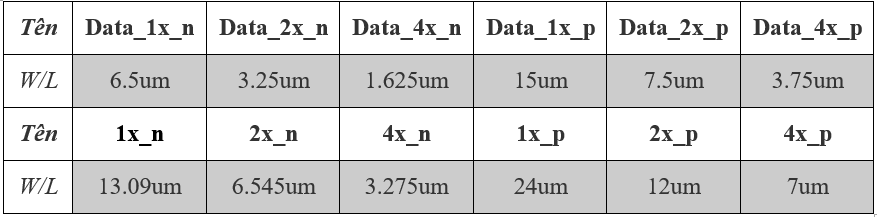 Tên Data_1x_n Data_2x_n Data_4x_n Data_1x_p Data_2x_p Data_4x_p
W/L 6.5um 3.25um 1.625um 15um 7.5um 3.75um
Tên 1x_n 2x_n 4x_n 1x_p 2x_p 4x_p
W/L 13.09um 6.545um 3.275um 24um 12um 7um